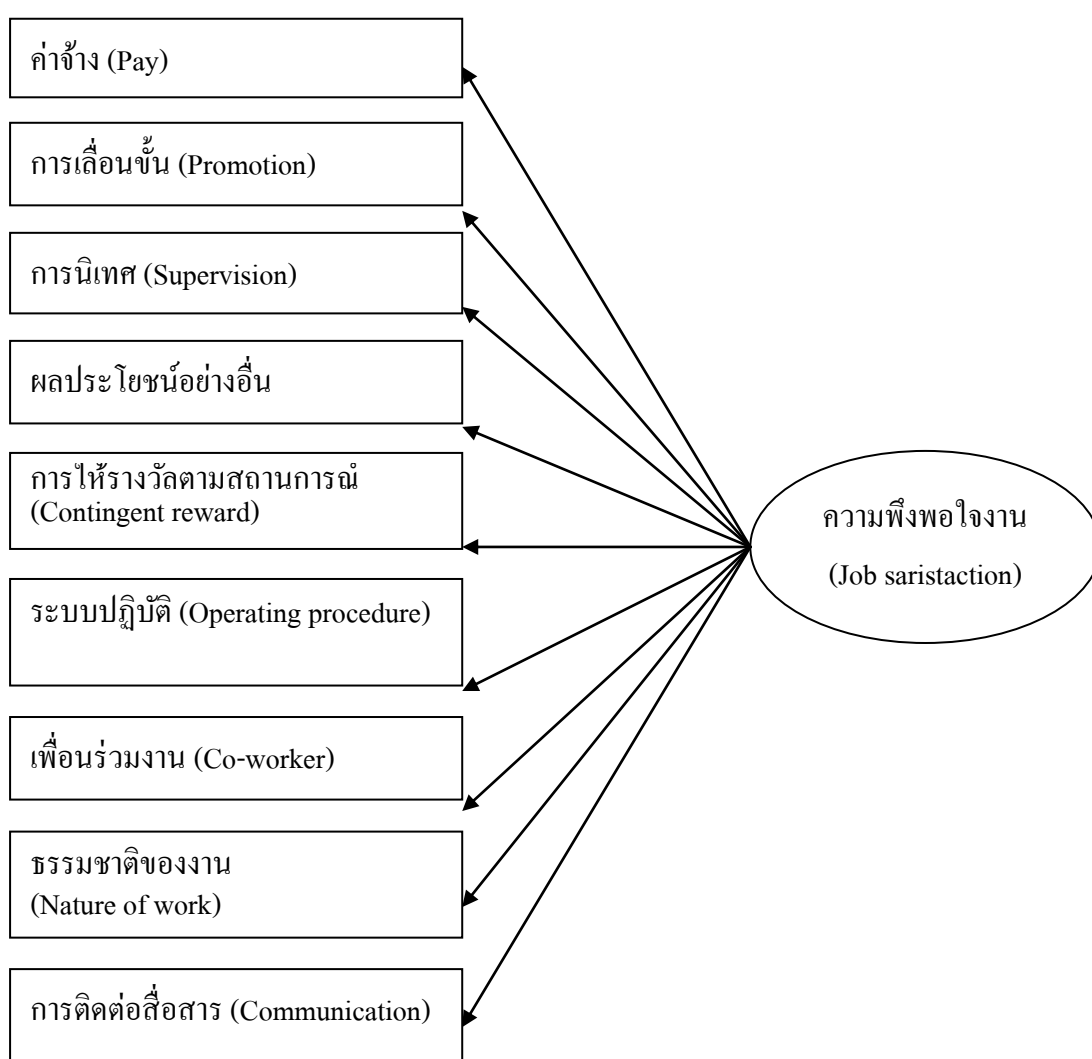 ค่าจ้าง (Pay)
การเลื่อนขั้น (Promotion)
การนิเทศ (Supervision)
ผลประโยชน์อย่างอื่น
การให้รางวัลตามสถานการณ์
(Contingent reward)
ระบบปฏิบัติ (Operating procedure)
เพื่อนร่วมงาน (Co-worker)
ธรรมชาติของงาน
(Nature of work)
การติดต่อสื่อสาร (Communication)
ความพึงพอใจงาน
(Job saristaction)